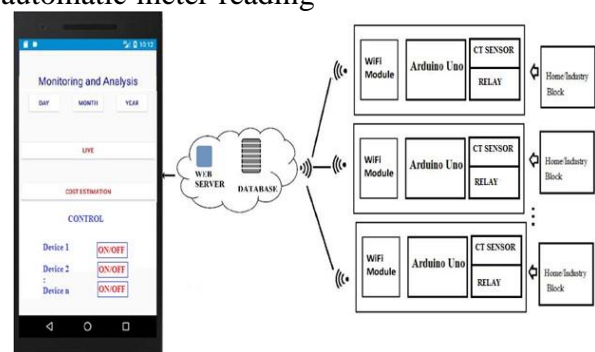 automatic meter reading
10:12
Monitoring and Analysis
DAY MONTH YEAR
LIVE
COST ESTIMATION
CONTROL
Device 1 ON/OFF
Device 2 ON/OFF
:
Device n ON/OFF
WEB SERVER
DATABASE
WiFi Module
Arduino Uno
CT SENSOR
RELAY
Home/Industry Block
WiFi Module
Arduino Uno
CT SENSOR
RELAY
Home/Industry Block
WiFi Module
Arduino Uno
CT SENSOR
RELAY
Home/Industry Block